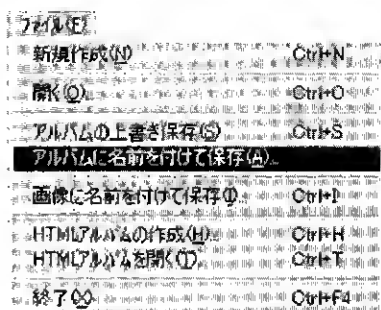 ファイル(F)
新規作成(N) Ctrl+N
開く(O)... Ctrl+O
アルバムの上書き保存(S) Ctrl+S
アルバムに名前を付けて保存(A)...
画像に名前を付けて保存(I)... Ctrl+I
HTMLアルバムの作成(H)... Ctrl+H
HTMLアルバムを開く(T)... Ctrl+T
終了(X) Ctrl+F4